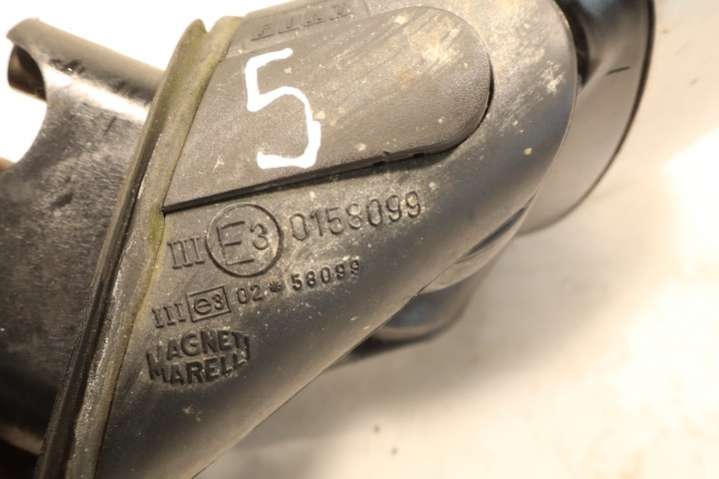 5
III E3 0158099
III e3 02*58099
MAGNETI
MARELLI